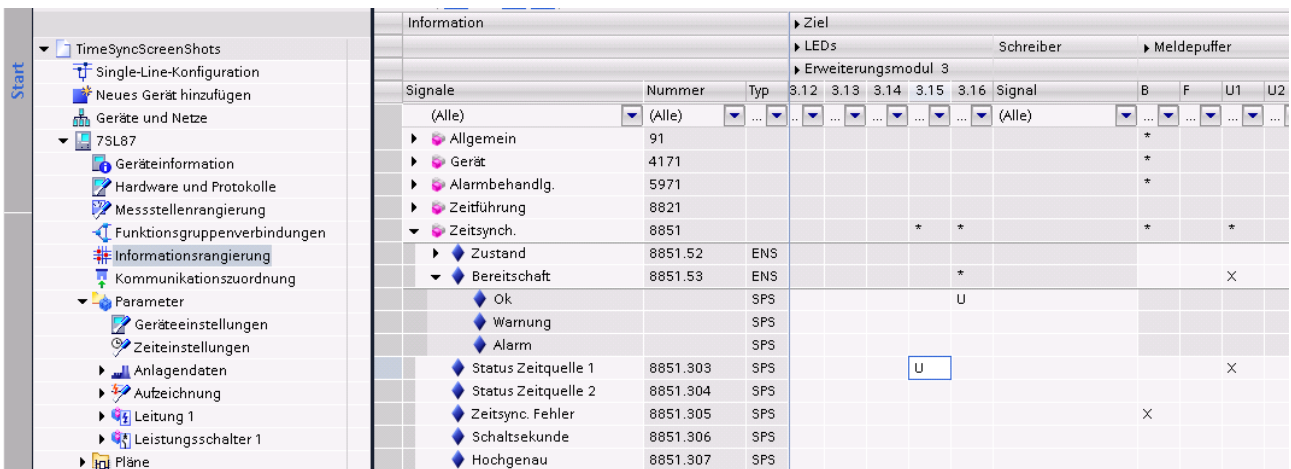 Start
TimeSyncScreenShots
Single-Line-Konfiguration
Neues Gerät hinzufügen
Geräte und Netze
7SL87
Geräteinformation
Hardware und Protokolle
Messstellenrangierung
Funktionsgruppenverbindungen
Informationsrangierung
Kommunikationszuordnung
Parameter
Geräteeinstellungen
Zeiteinstellungen
Anlagendaten
Aufzeichnung
Leitung 1
Leistungsschalter 1
Pläne
Information Ziel
LEDs Schreiber Meldepuffer
Erweiterungsmodul 3
Signale Nummer Typ 3.12 3.13 3.14 3.15 3.16 Signal B F U1 U2
(Alle) (Alle) ... .. ... ... ... ... (Alle) ... ... ... ...
Allgemein 91 *
Gerät 4171 *
Alarmbehandlg. 5971 *
Zeitführung 8821
Zeitsynch. 8851 * * * *
Zustand 8851.52 ENS
Bereitschaft 8851.53 ENS * X
Ok SPS U
Warnung SPS
Alarm SPS
Status Zeitquelle 1 8851.303 SPS U X
Status Zeitquelle 2 8851.304 SPS
Zeitsync. Fehler 8851.305 SPS X
Schaltsekunde 8851.306 SPS
Hochgenau 8851.307 SPS